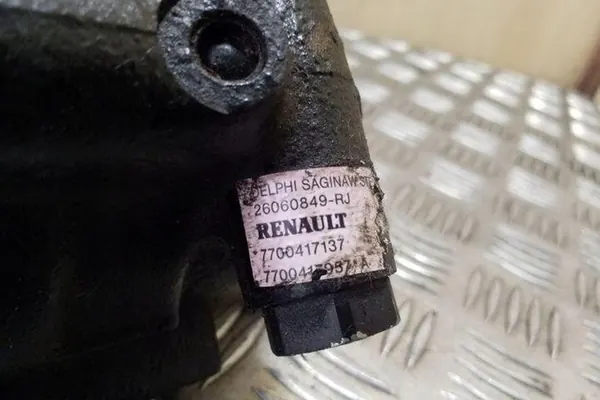 DELPHI SAGINAW
26060849-RJ
RENAULT
7700417137